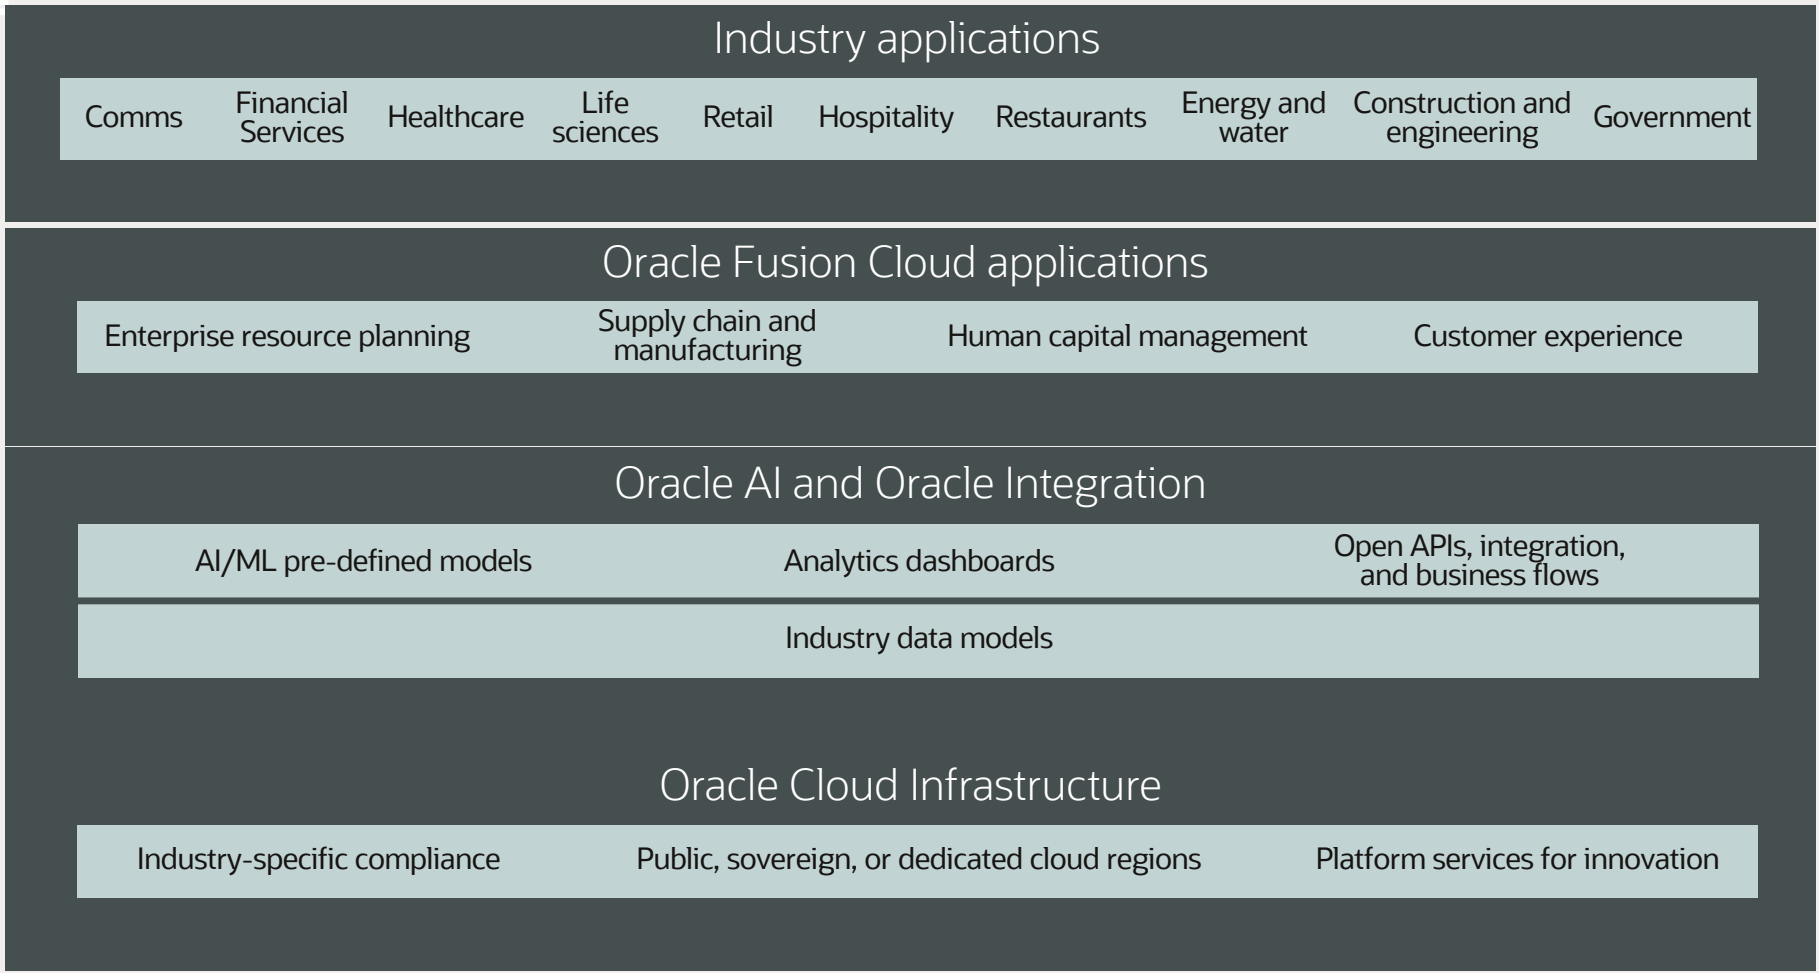 Industry applications
Comms
Financial
Services
Healthcare
Life
sciences
Retail
Hospitality
Restaurants
Energy and
water
Construction and
engineering
Government
Oracle Fusion Cloud applications
Enterprise resource planning
Supply chain and
manufacturing
Human capital management
Customer experience
Oracle AI and Oracle Integration
AI/ML pre-defined models
Analytics dashboards
Open APIs, integration,
and business flows
Industry data models
Oracle Cloud Infrastructure
Industry-specific compliance
Public, sovereign, or dedicated cloud regions
Platform services for innovation